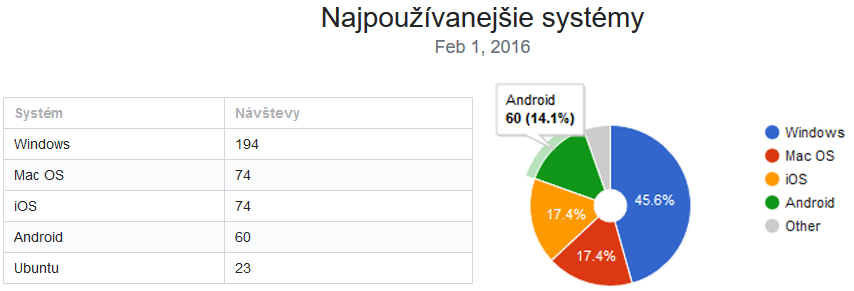 Najpoužívanejšie systémy
Feb 1, 2016
Systém Návštevy
Windows 194
Mac OS 74
iOS 74
Android 60
Ubuntu 23
Android
60 (14.1%)
45.6%
17.4%
17.4%
Windows
Mac OS
iOS
Android
Other